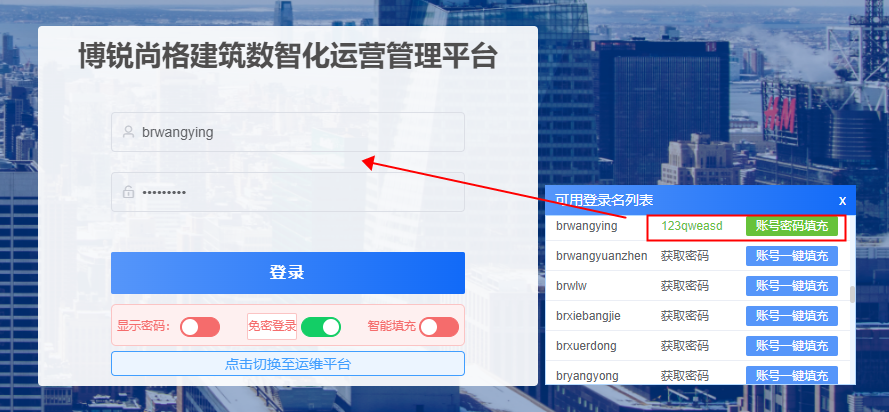 博锐尚格建筑数智化运营管理平台
brwangying
•••••••••
登录
显示密码： 免密登录 智能填充
点击切换至运维平台
H&M
可用登录名列表 x
brwangying 123qweasd 账号密码填充
brwangyuanzhen 获取密码 账号一键填充
brwlw 获取密码 账号一键填充
brxiebangjie 获取密码 账号一键填充
brxuerdong 获取密码 账号一键填充
bryangyong 获取密码 账号一键填充